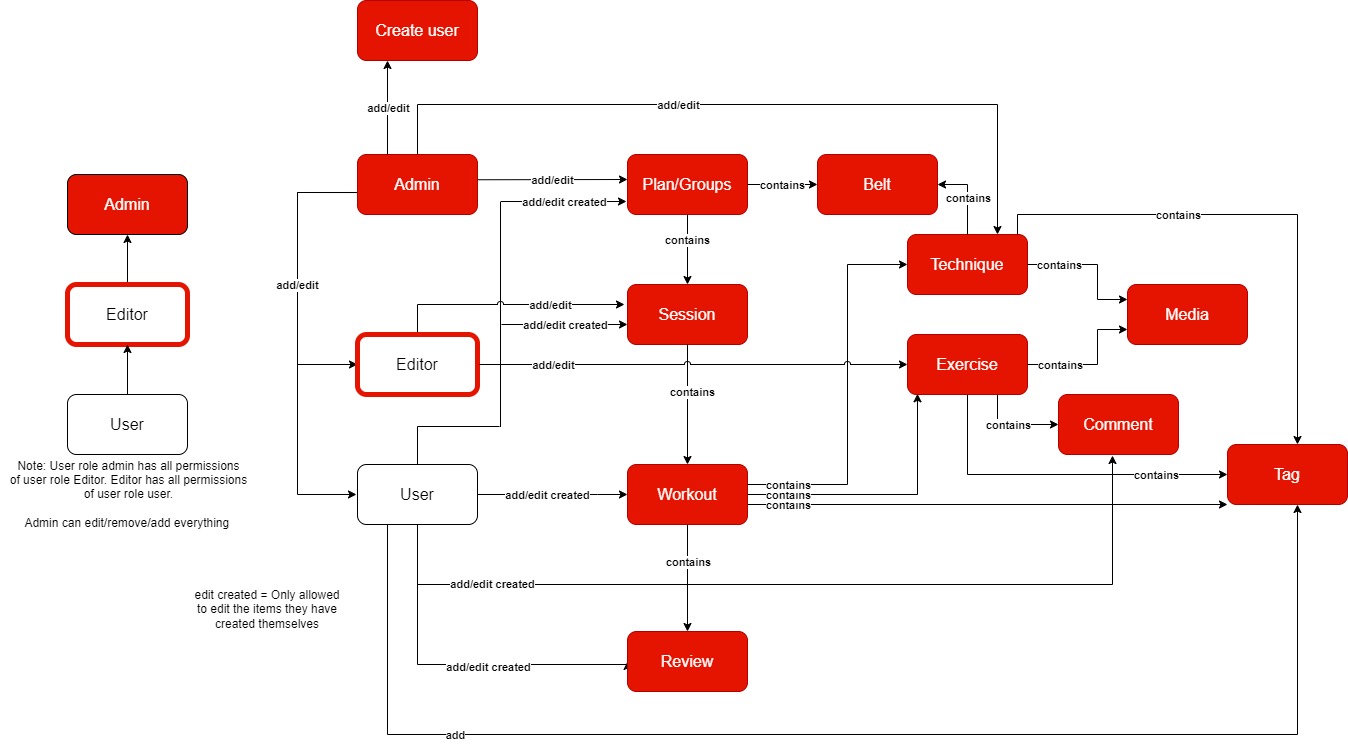 Create user
add/edit
add/edit
Admin
add/edit
Plan/Groups
contains
Belt
add/edit created
contains
Admin
contains
contains
Technique
contains
add/edit
Editor
add/edit
Session
Media
add/edit created
Editor
add/edit
Exercise
contains
contains
User
Comment
contains
Note: User role admin has all permissions
of user role Editor. Editor has all permissions
of user role user.
Admin can edit/remove/add everything
User
add/edit created
Workout
contains
contains
contains
contains
Tag
contains
add/edit created
edit created = Only allowed
to edit the items they have
created themselves
add/edit created
Review
add